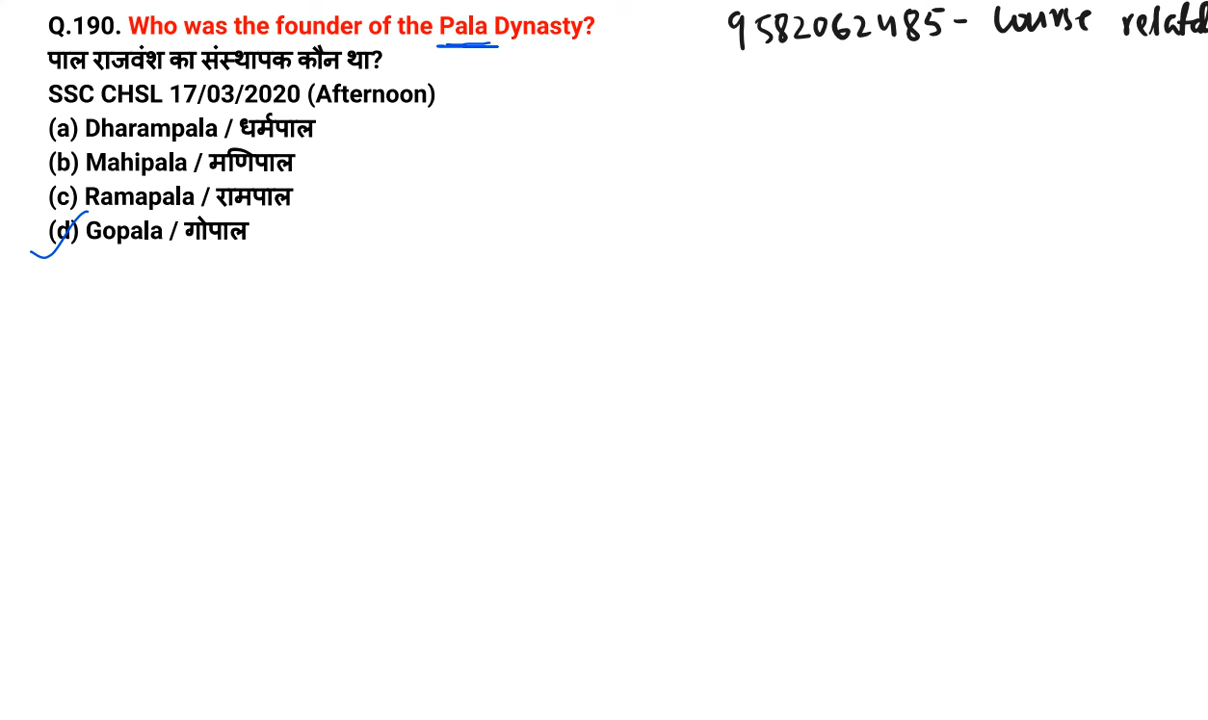 Q.190. Who was the founder of the Pala Dynasty?
9582062485 - Course related
पाल राजवंश का संस्थापक कौन था?
SSC CHSL 17/03/2020 (Afternoon)
(a) Dharampala / धर्मपाल
(b) Mahipala / मणिपाल
(c) Ramapala / रामपाल
(d) Gopala / गोपाल